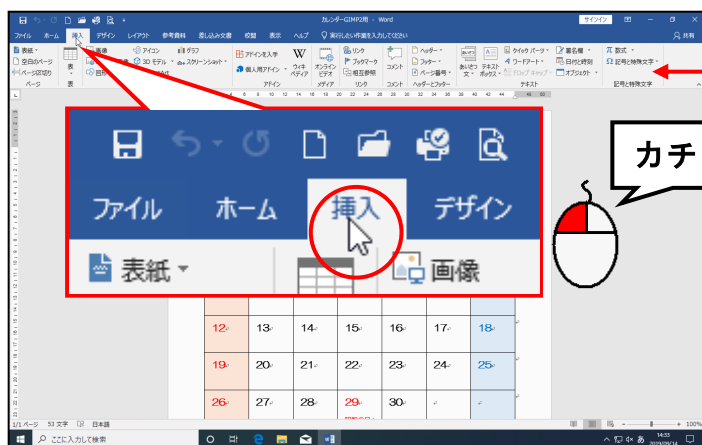 カレンダーGIMP2用 - Word
サインイン
ファイル ホーム 挿入 デザイン レイアウト 参考資料 差し込み文書 校閲 表示 ヘルプ 実行したい作業を入力してください 共有
表紙 画像 アイコン グラフ アドインを入手 リンク ヘッダー クイック パーツ 署名欄 数式
空白のページ 3D モデル スクリーンショット 個人用アドイン ブックマーク フッター ワードアート 日付と時刻 記号と特殊文字
ページ区切り 表 図形 ウィキペディア オンラインビデオ 相互参照 コメント ページ番号 あいさつ文 テキストボックス ドロップ キャップ オブジェクト
ページ 表 アドイン メディア リンク コメント ヘッダーとフッター テキスト 記号と特殊文字
ファイル ホーム 挿入 デザイン
表紙 画像
カチ
12 13 14 15 16 17 18
19 20 21 22 23 24 25
26 27 28 29 30
1/1 ページ 53 文字 日本語 100%
ここに入力して検索 あ 14:33
2019/09/14